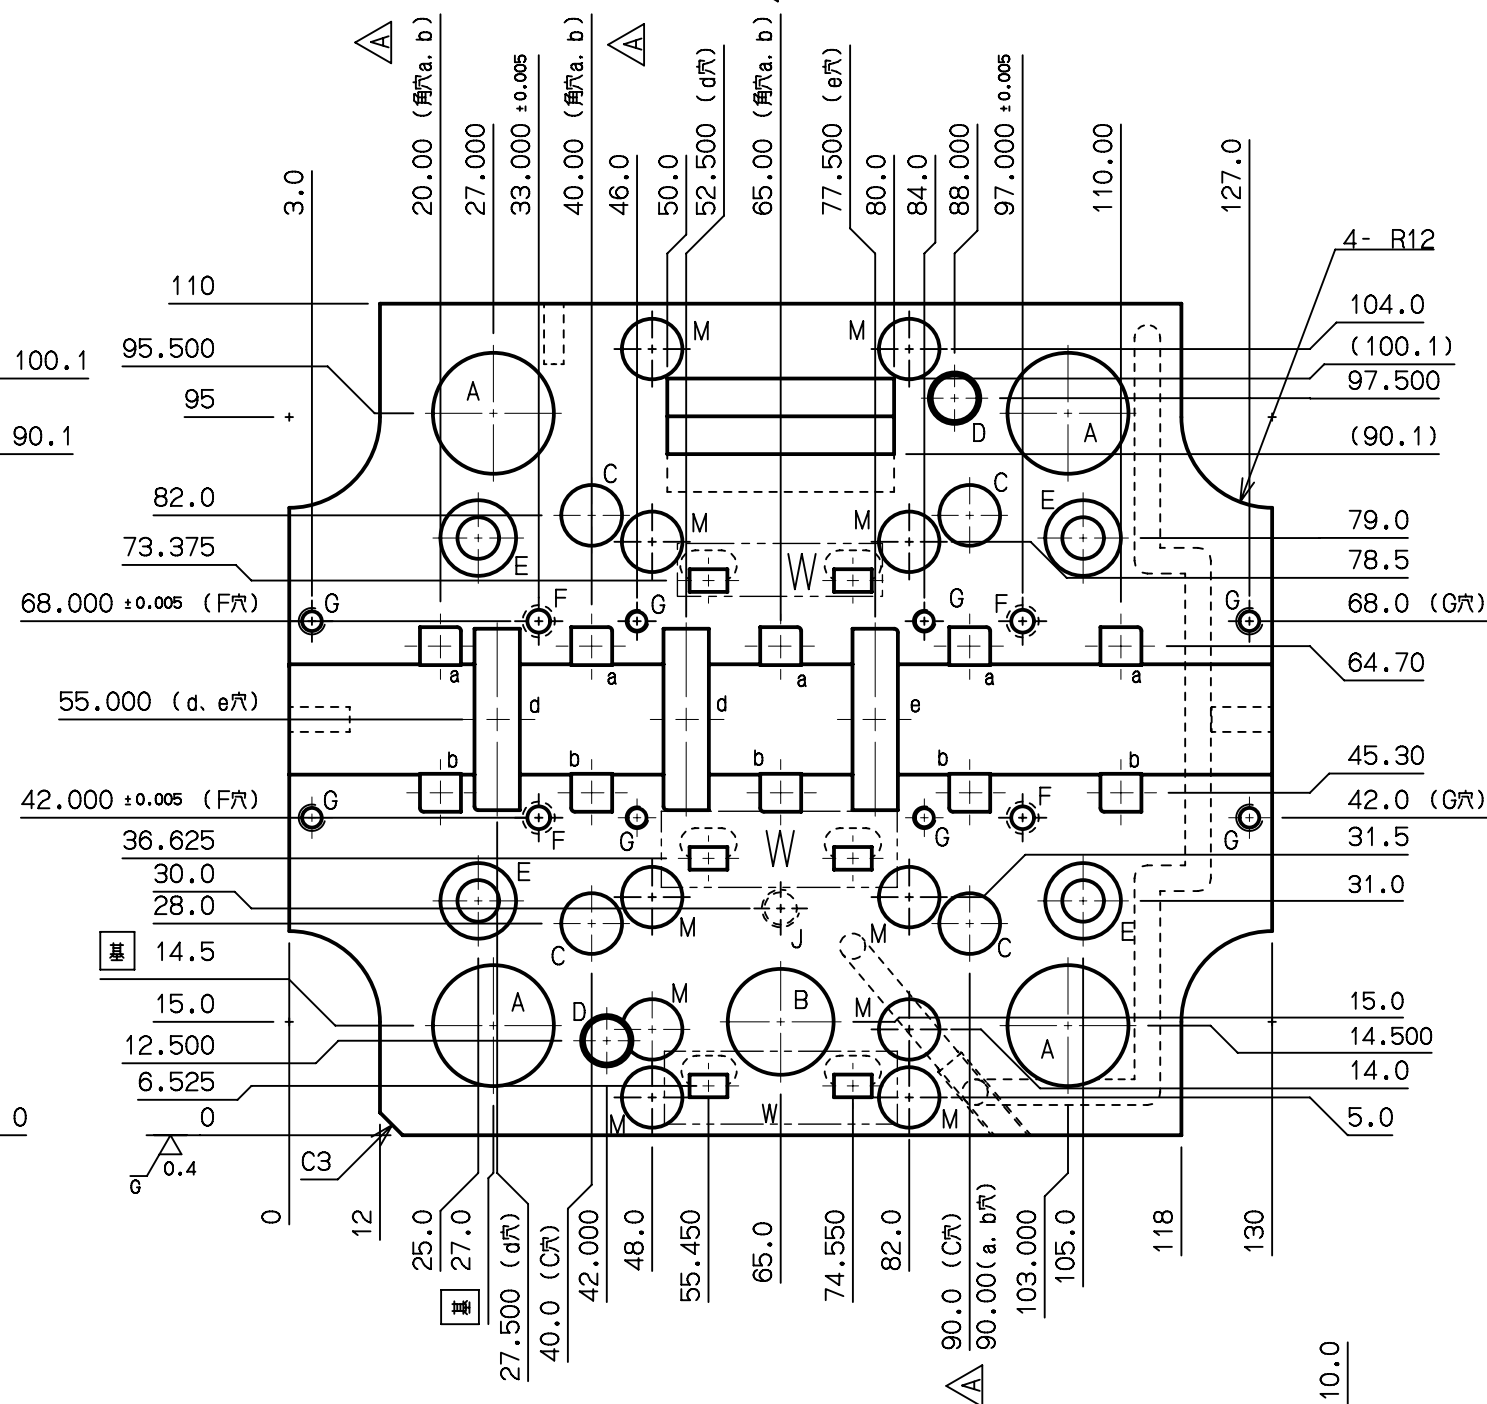 A
A
3.0
20.00 (角穴a. b)
27.000
33.000 ±0.005
40.00 (角穴a. b)
46.0
50.0
52.500 (d穴)
65.00 (角穴a. b)
77.500 (e穴)
80.0
84.0
88.000
97.000 ±0.005
110.00
127.0
4- R12
110
104.0
M
M
100.1
95.500
(100.1)
97.500
A
95
D
A
90.1
(90.1)
C
C
82.0
E
M
M
79.0
73.375
E
W
78.5
68.000 ±0.005 (F穴)
G
F
G
G
F
G
68.0 (G穴)
a
a
a
a
a
64.70
55.000 (d、e穴)
d
d
e
b
b
b
b
b
45.30
42.000 ±0.005 (F穴)
G
F
G
G
F
G
42.0 (G穴)
36.625
W
31.5
30.0
E
31.0
28.0
C
M
J
M
C
E
基 14.5
15.0
A
D
M
B
M
A
15.0
12.500
14.500
6.525
14.0
0
0
M
W
M
5.0
G
0.4
C3
0
12
25.0
27.0
基
27.500 (d穴)
40.0 (C穴)
42.000
48.0
55.450
65.0
74.550
82.0
90.0 (C穴)
90.00(a. b穴)
A
103.000
105.0
118
130
10.0